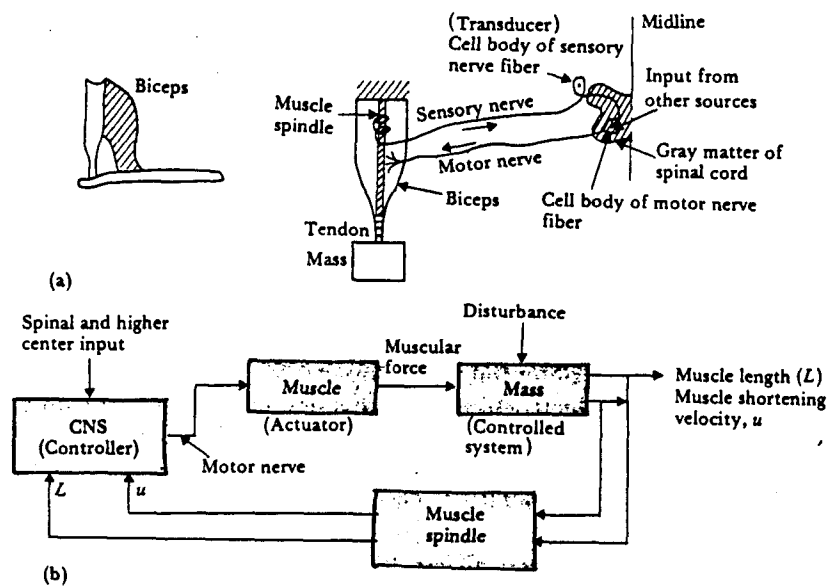 (Transducer)
Cell body of sensory
nerve fiber
Midline
Biceps
Muscle
spindle
Sensory nerve
Input from
other sources
Motor nerve
Gray matter of
spinal cord
Biceps
Cell body of motor nerve
fiber
Tendon
Mass
(a)
Spinal and higher
center input
Disturbance
Muscular
force
Muscle
(Actuator)
Mass
(Controlled
system)
Muscle length (L)
Muscle shortening
velocity, u
CNS
(Controller)
Motor nerve
L
u
Muscle
spindle
(b)